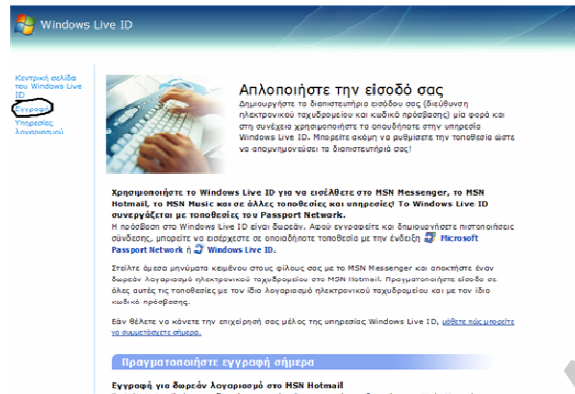 Windows Live ID
Κεντρική σελίδα
του Windows Live
ID
Εγγραφή
Υπηρεσίες
λογαριασμού
Απλοποιήστε την είσοδό σας
Δημιουργήστε το διαπιστευτήριο εισόδου σας (διεύθυνση
ηλεκτρονικού ταχυδρομείου και κωδικό πρόσβασης) μία φορά και
στη συνέχεια χρησιμοποιήστε το οπουδήποτε στην υπηρεσία
Windows Live ID. Μπορείτε ακόμη να ρυθμίσετε την τοποθεσία ώστε
να απομνημονεύσει τα διαπιστευτήριά σας!
Χρησιμοποιήστε το Windows Live ID για να εισέλθετε στο MSN Messenger, το MSN
Hotmail, το MSN Music και σε άλλες τοποθεσίες και υπηρεσίες! Το Windows Live ID
συνεργάζεται με τοποθεσίες του Passport Network.
Η πρόσβαση στο Windows Live ID είναι δωρεάν. Αφού εγγραφείτε και δημιουργήσετε πιστοποιήσεις
σύνδεσης, μπορείτε να εισέρχεστε σε οποιαδήποτε τοποθεσία με την ένδειξη Microsoft
Passport Network ή Windows Live ID.
Στείλτε άμεσα μηνύματα κειμένου στους φίλους σας με το MSN Messenger και αποκτήστε έναν
δωρεάν λογαριασμό ηλεκτρονικού ταχυδρομείου στο MSN Hotmail. Πραγματοποιήστε είσοδο σε
όλες αυτές τις τοποθεσίες με τον ίδιο λογαριασμό ηλεκτρονικού ταχυδρομείου και με τον ίδιο
κωδικό πρόσβασης.
Εάν θέλετε να κάνετε την επιχείρησή σας μέλος της υπηρεσίας Windows Live ID, μάθετε πώς μπορείτε
να συμμετάσχετε σήμερα.
Πραγματοποιήστε εγγραφή σήμερα
Εγγραφή για δωρεάν λογαριασμό στο MSN Hotmail